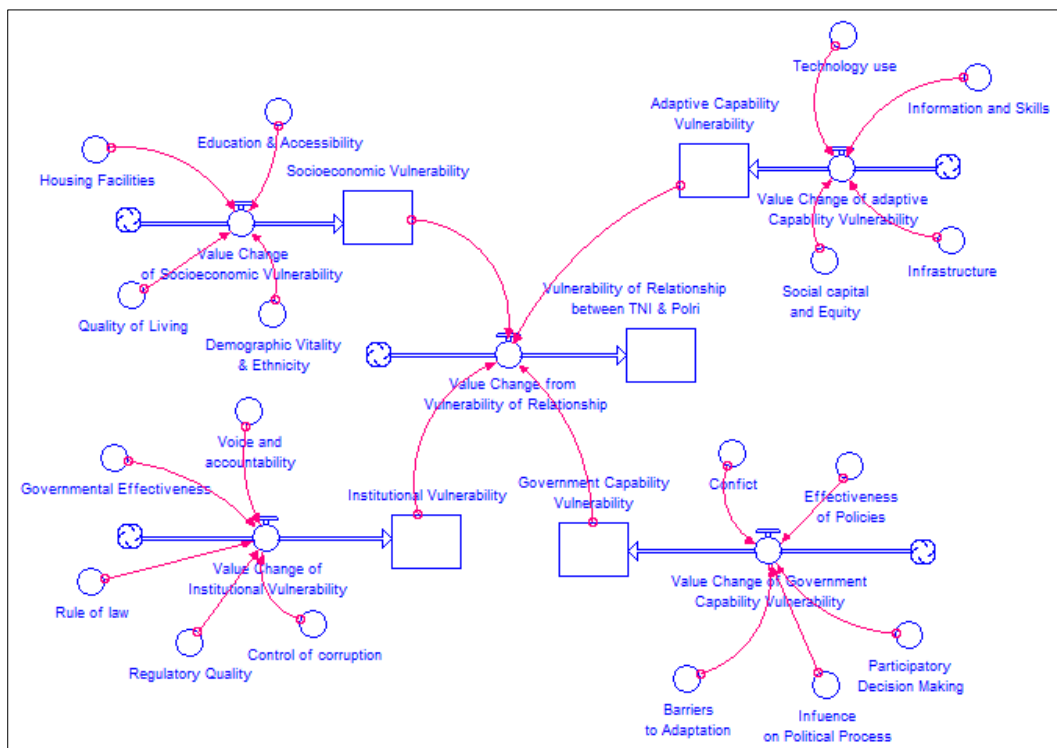 Technology use
Adaptive Capability
Vulnerability
Information and Skills
Education & Accessibility
Socioeconomic Vulnerability
Housing Facilities
Value Change of adaptive
Capability Vulnerability
Value Change
of Socioeconomic Vulnerability
Infrastructure
Social capital
and Equity
Quality of Living
Demographic Vitality
& Ethnicity
Vulnerability of Relationship
between TNI & Polri
Value Change from
Vulnerability of Relationship
Voice and
accountability
Governmental Effectiveness
Institutional Vulnerability
Government Capability
Vulnerability
Confict
Effectiveness
of Policies
Value Change of
Institutional Vulnerability
Value Change of Government
Capability Vulnerability
Rule of law
Regulatory Quality
Control of corruption
Participatory
Decision Making
Barriers
to Adaptation
Infuence
on Political Process